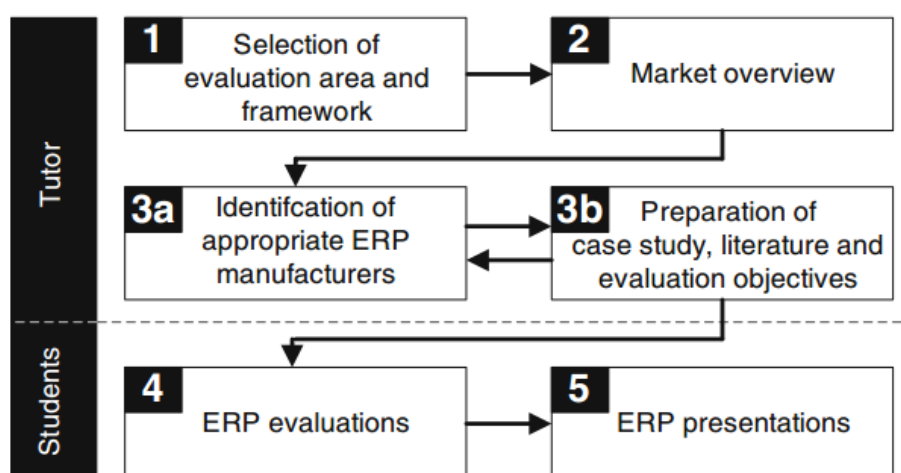 Tutor
1
Selection of
evaluation area and
framework
2
Market overview
3a
Identifcation of
appropriate ERP
manufacturers
3b
Preparation of
case study, literature and
evaluation objectives
Students
4
ERP evaluations
5
ERP presentations